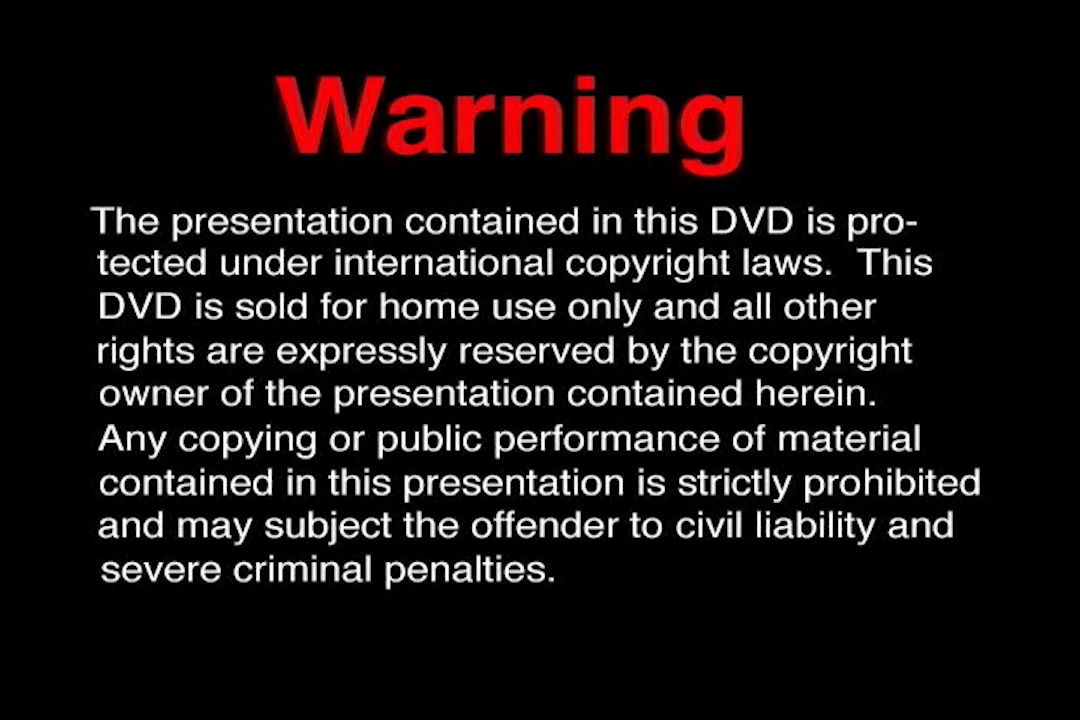 Warning
The presentation contained in this DVD is pro-
tected under international copyright laws.  This
DVD is sold for home use only and all other
rights are expressly reserved by the copyright
owner of the presentation contained herein.
Any copying or public performance of material
contained in this presentation is strictly prohibited
and may subject the offender to civil liability and
severe criminal penalties.